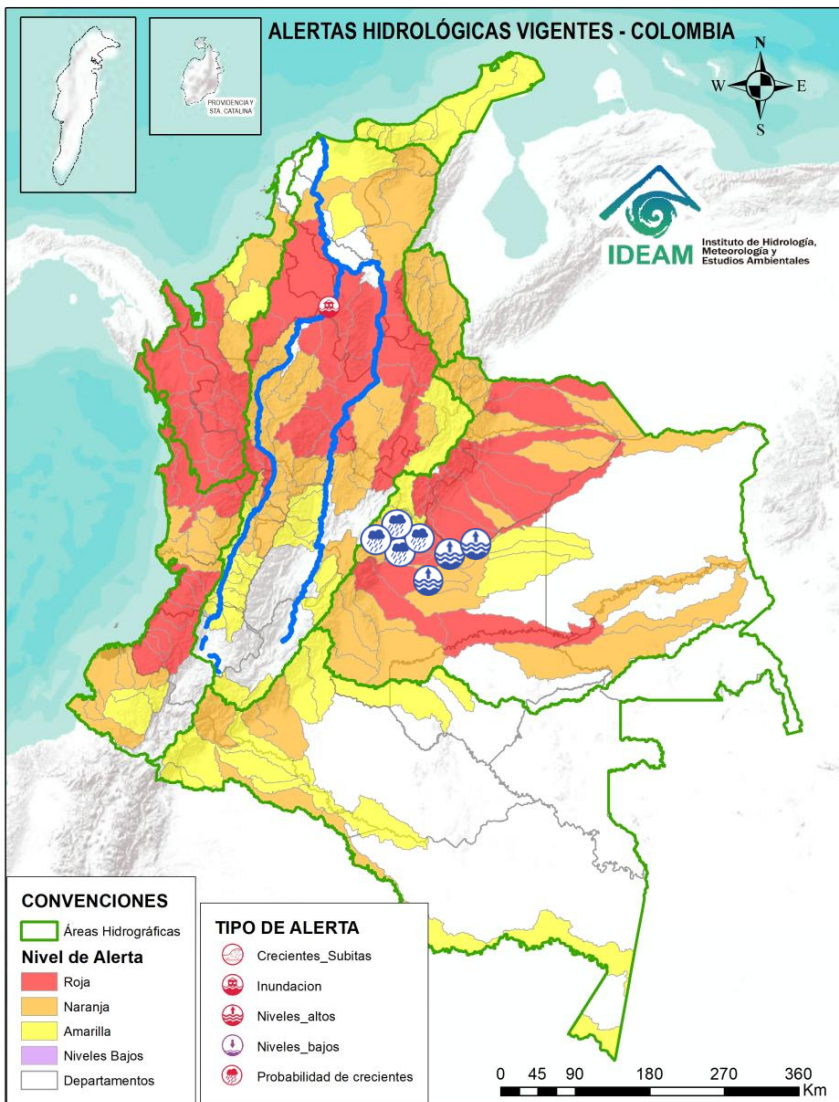 ALERTAS HIDROLÓGICAS VIGENTES - COLOMBIA
PROVIDENCIA Y
STA. CATALINA
N
W E
S
IDEAM
Instituto de Hidrología,
Meteorología y
Estudios Ambientales
CONVENCIONES
Áreas Hidrográficas
Nivel de Alerta
Roja
Naranja
Amarilla
Niveles Bajos
Departamentos
TIPO DE ALERTA
Crecientes_Subitas
Inundacion
Niveles_altos
Niveles_bajos
Probabilidad de crecientes
0 45 90 180 270 360
Km